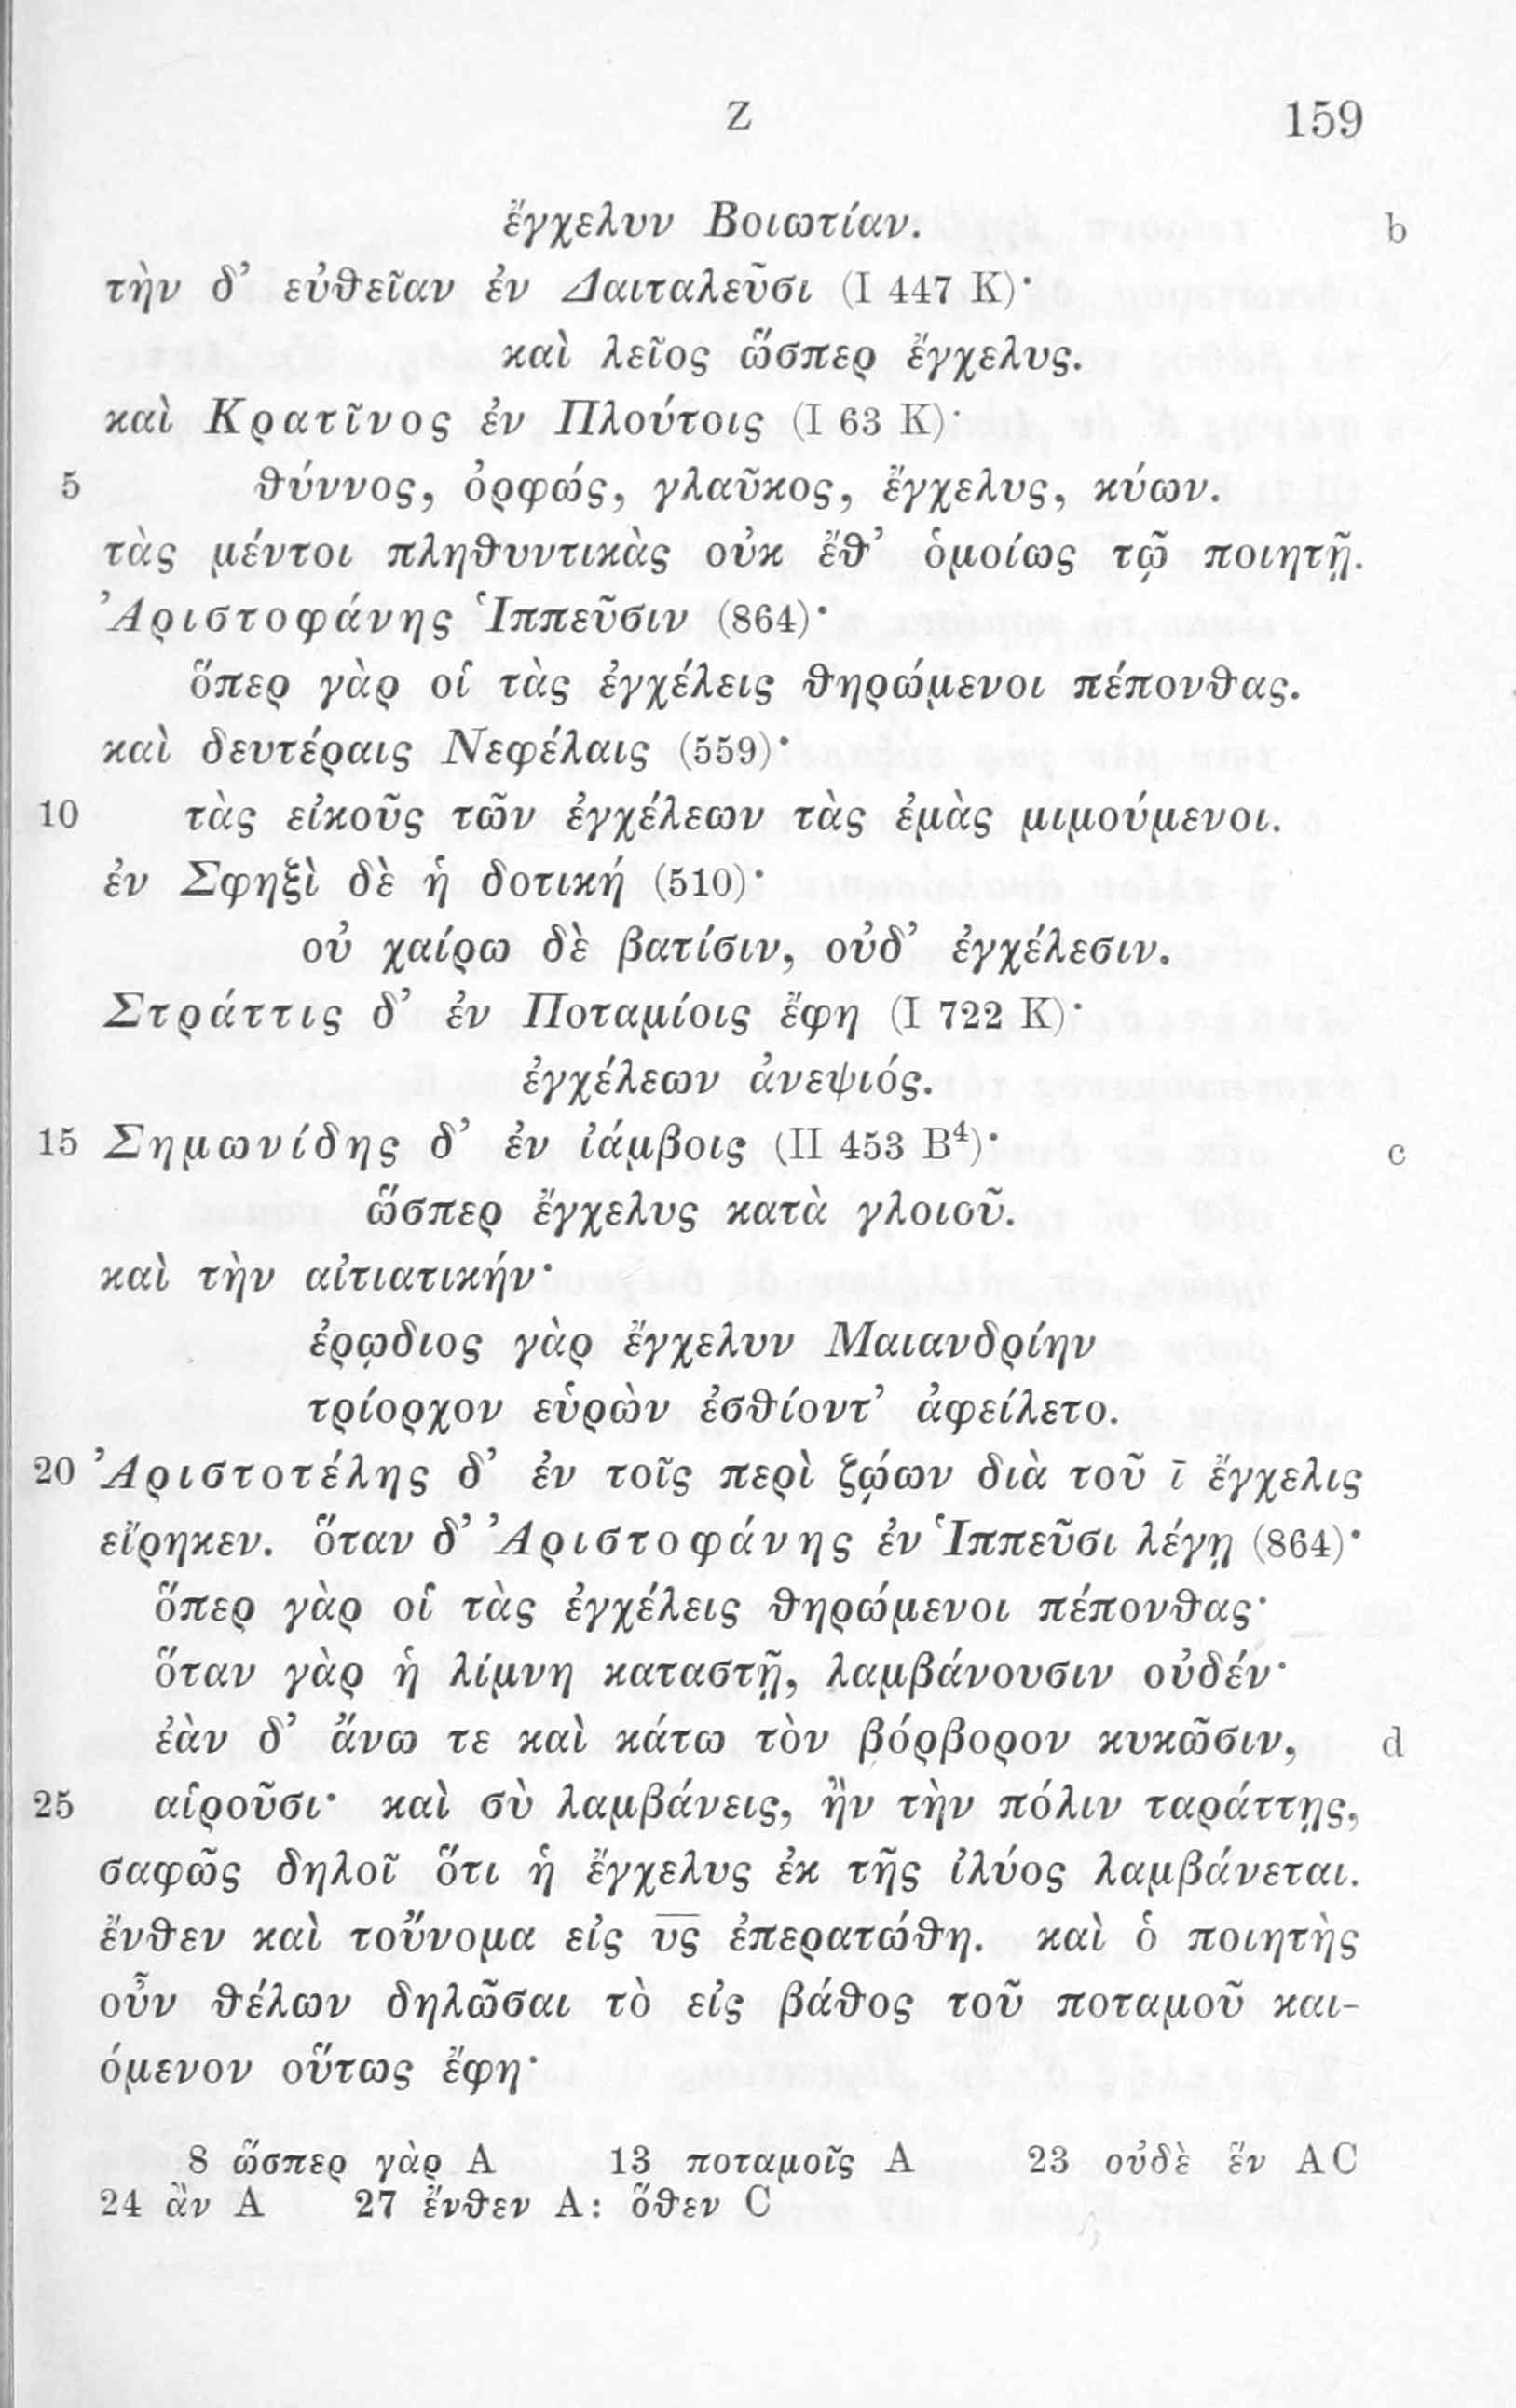 Z 159
ἔγχελυν Βοιωτίαν. b
τὴν δ’ εὐθεῖαν ἐν Δαιταλεῦσι (I 447 K)·
καὶ λεῖος ὥσπερ ἔγχελυς.
καὶ Κρατῖνος ἐν Πλούτοις (I 63 K)·
5 θύννος, ὀρφώς, γλαῦκος, ἔγχελυς, κύων.
τὰς μέντοι πληθυντικὰς οὐκ ἔθ’ ὁμοίως τῷ ποιητῇ.
Ἀριστοφάνης Ἱππεῦσιν (864)·
ὅπερ γὰρ οἱ τὰς ἐγχέλεις θηρώμενοι πέπονθας.
καὶ δευτέραις Νεφέλαις (559)·
10 τὰς εἰκοῦς τῶν ἐγχέλεων τὰς ἐμὰς μιμούμενοι.
ἐν Σφηξὶ δὲ ἡ δοτική (510)·
οὐ χαίρω δὲ βατίσιν, οὐδ’ ἐγχέλεσιν.
Στράττις δ’ ἐν Ποταμίοις ἔφη (I 722 K)·
ἐγχέλεων ἀνεψιός.
15 Σημωνίδης δ’ ἐν ἰάμβοις (II 453 B⁴)· c
ὥσπερ ἔγχελυς κατὰ γλοιοῦ.
καὶ τὴν αἰτιατικήν·
ἐρῳδιος γὰρ ἔγχελυν Μαιανδρίην
τρίορχον εὑρὼν ἐσθίοντ’ ἀφείλετο.
20 Ἀριστοτέλης δ’ ἐν τοῖς περὶ ζῴων διὰ τοῦ ῑ ἔγχελις
εἴρηκεν. ὅταν δ’ Ἀριστοφάνης ἐν Ἱππεῦσι λέγῃ (864)·
ὅπερ γὰρ οἱ τὰς ἐγχέλεις θηρώμενοι πέπονθας·
ὅταν γὰρ ἡ λίμνη καταστῇ, λαμβάνουσιν οὐδέν·
ἐὰν δ’ ἄνω τε καὶ κάτω τὸν βόρβορον κυκῶσιν, d
25 αἱροῦσι· καὶ σὺ λαμβάνεις, ἢν τὴν πόλιν ταράττῃς,
σαφῶς δηλοῖ ὅτι ἡ ἔγχελυς ἐκ τῆς ἰλύος λαμβάνεται.
ἔνθεν καὶ τοὔνομα εἰς υ̅ς̅ ἐπερατώθη. καὶ ὁ ποιητὴς
οὖν θέλων δηλῶσαι τὸ εἰς βάθος τοῦ ποταμοῦ και-
όμενον οὕτως ἔφη·
8 ὥσπερ γὰρ A 13 ποταμοῖς A 23 οὐδὲ ἓν AC
24 ἂν A 27 ἔνθεν A: ὅθεν C